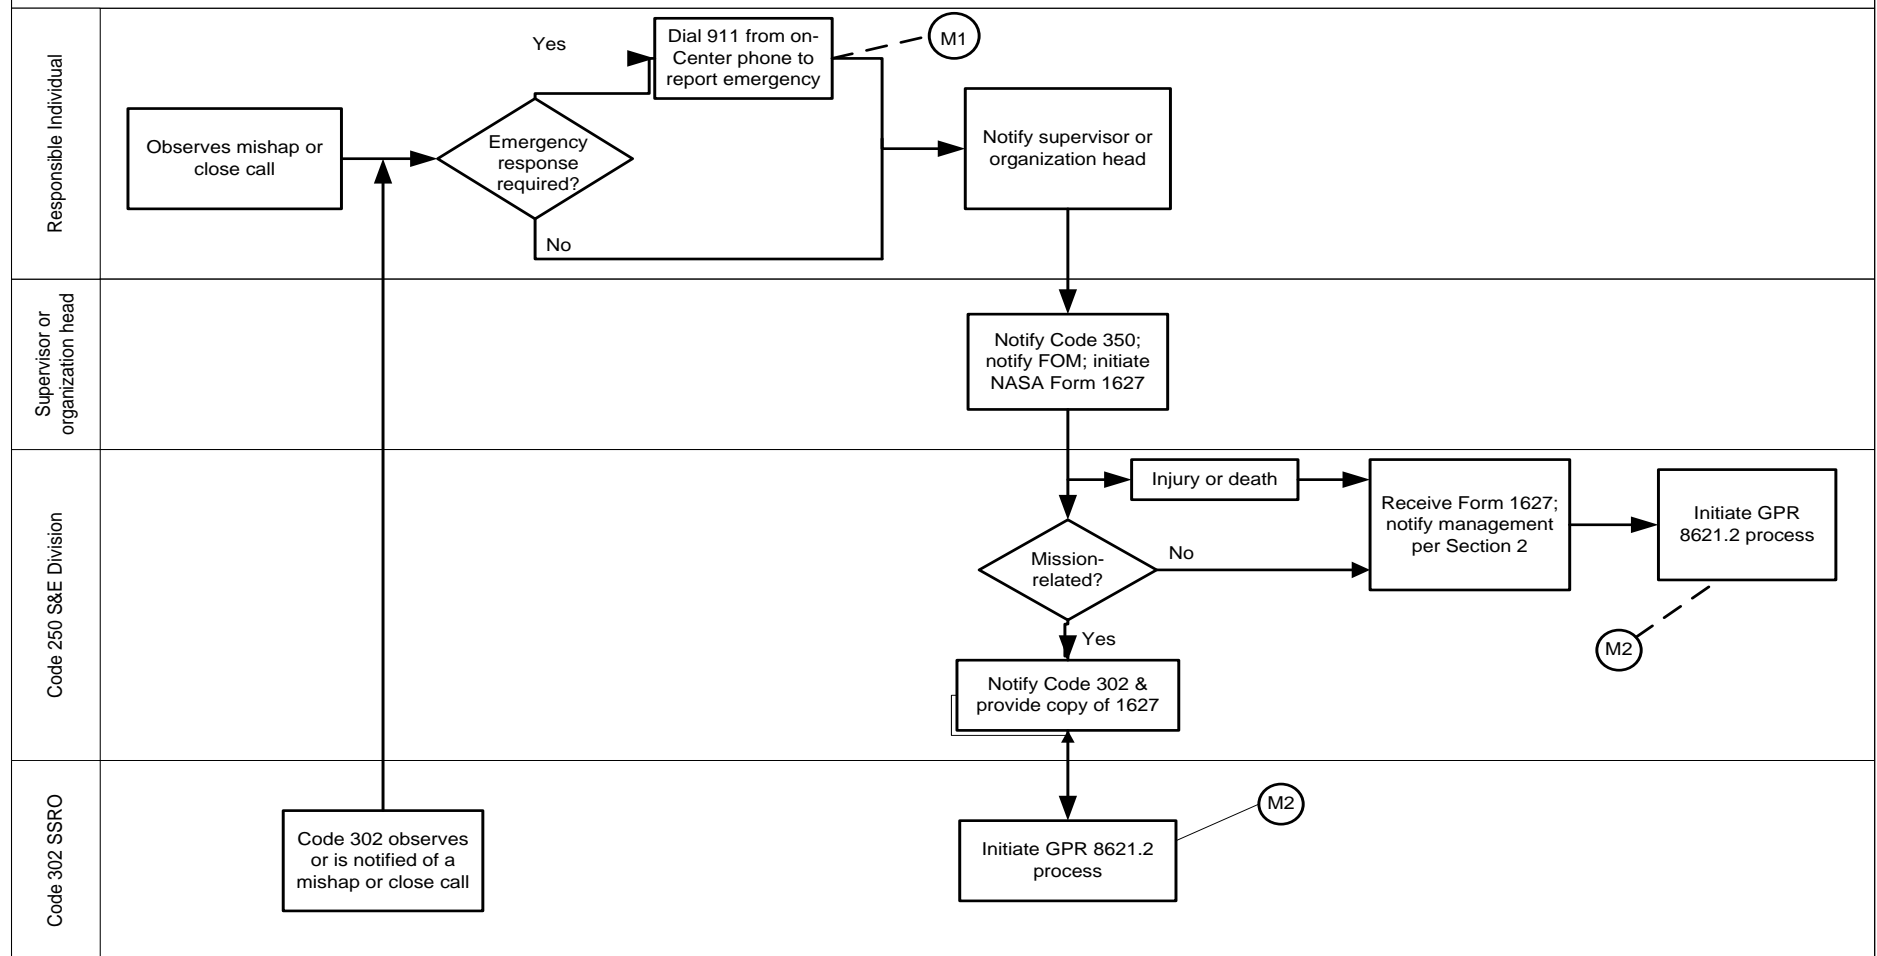 Responsible Individual
Yes
Dial 911 from on-
Center phone to
report emergency
M1
Observes mishap or
close call
Emergency
response
required?
No
Notify supervisor or
organization head
Supervisor or
organization head
Notify Code 350;
notify FOM; initiate
NASA Form 1627
Code 250 S&E Division
Injury or death
Receive Form 1627;
notify management
per Section 2
Initiate GPR
8621.2 process
Mission-
related?
No
M2
Yes
Notify Code 302 &
provide copy of 1627
Code 302 SSRO
Code 302 observes
or is notified of a
mishap or close call
Initiate GPR 8621.2
process
M2